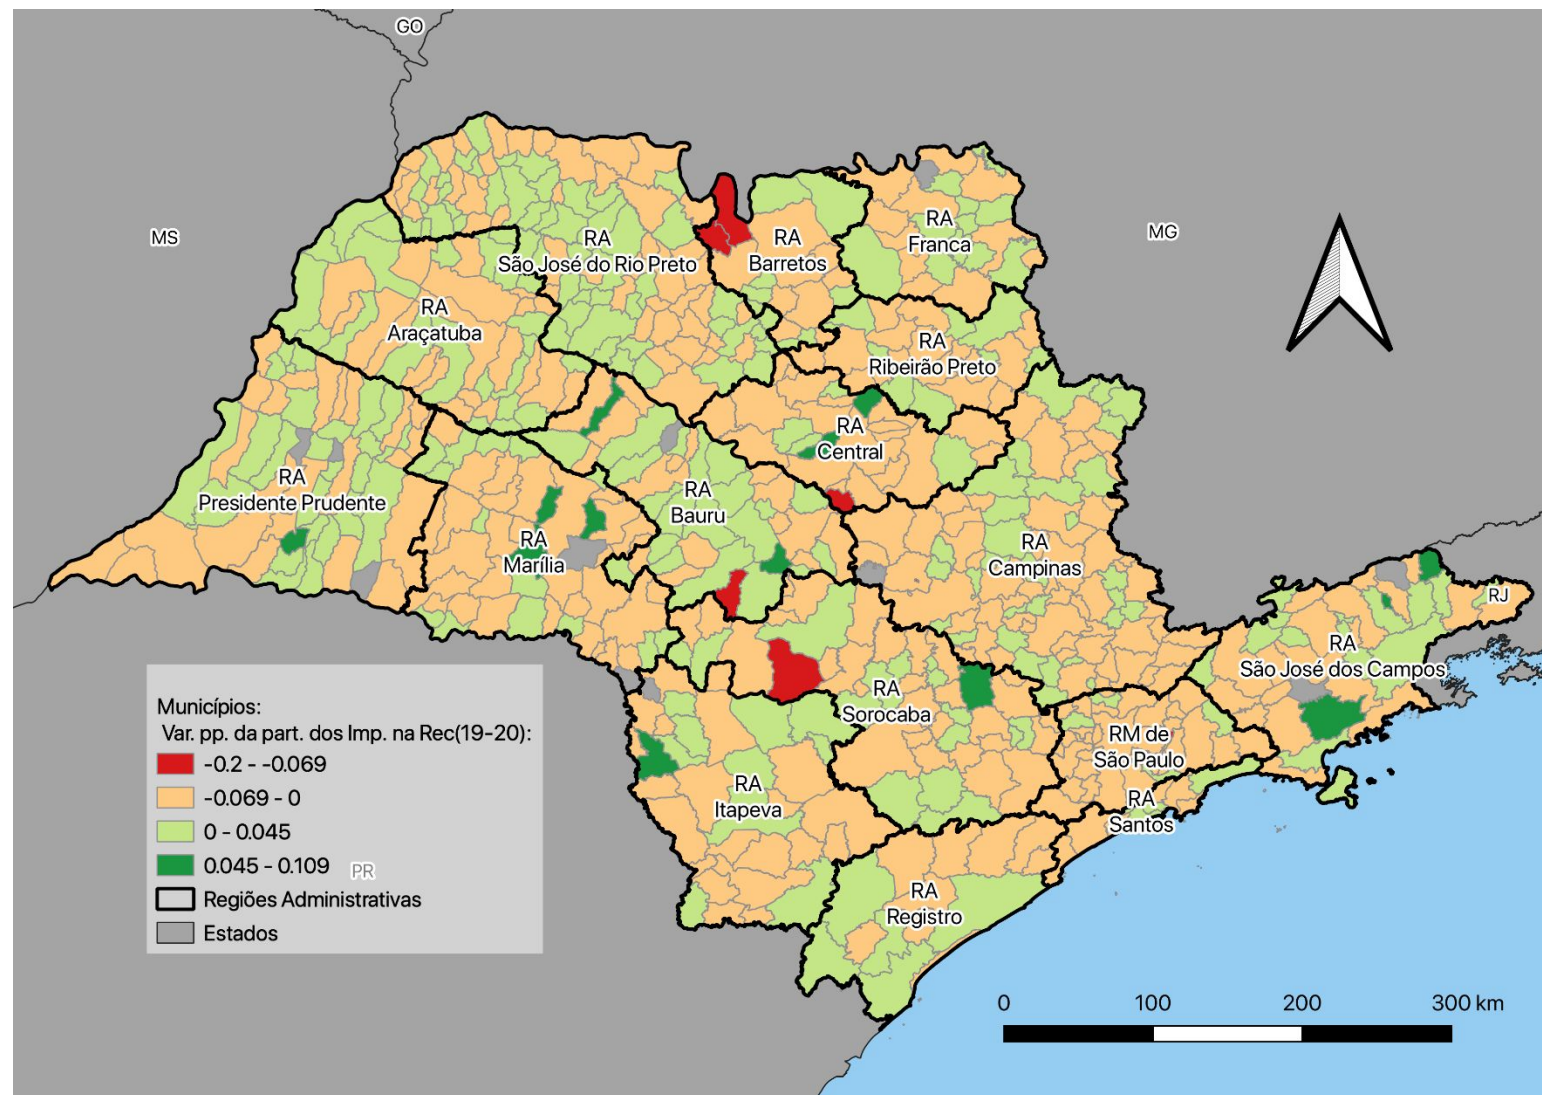 GO
MS
MG
RA
Franca
RA
São José do Rio Preto
RA
Barretos
RA
Araçatuba
RA
Ribeirão Preto
RA
Central
RA
Presidente Prudente
RA
Bauru
RA
Marília
RA
Campinas
RJ
RA
São José dos Campos
RA
Sorocaba
RM de
São Paulo
RA
Itapeva
RA
Santos
RA
Registro
Municípios:
Var. pp. da part. dos Imp. na Rec(19-20):
-0.2 - -0.069
-0.069 - 0
0 - 0.045
0.045 - 0.109
PR
Regiões Administrativas
Estados
0 100 200 300 km